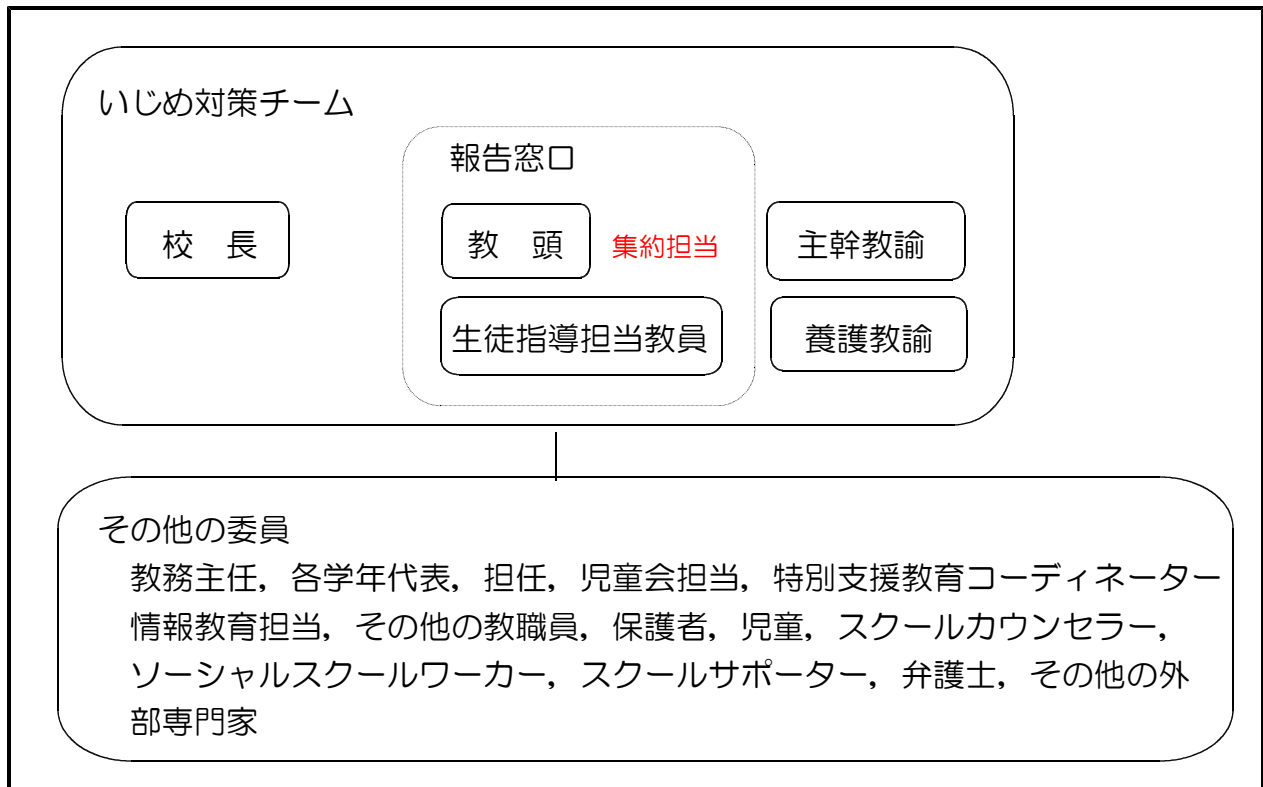 いじめ対策チーム
報告窓口
校　長
教　頭
集約担当
主幹教諭
生徒指導担当教員
養護教諭
その他の委員
教務主任，各学年代表，担任，児童会担当，特別支援教育コーディネーター
情報教育担当，その他の教職員，保護者，児童，スクールカウンセラー，
ソーシャルスクールワーカー，スクールサポーター，弁護士，その他の外
部専門家